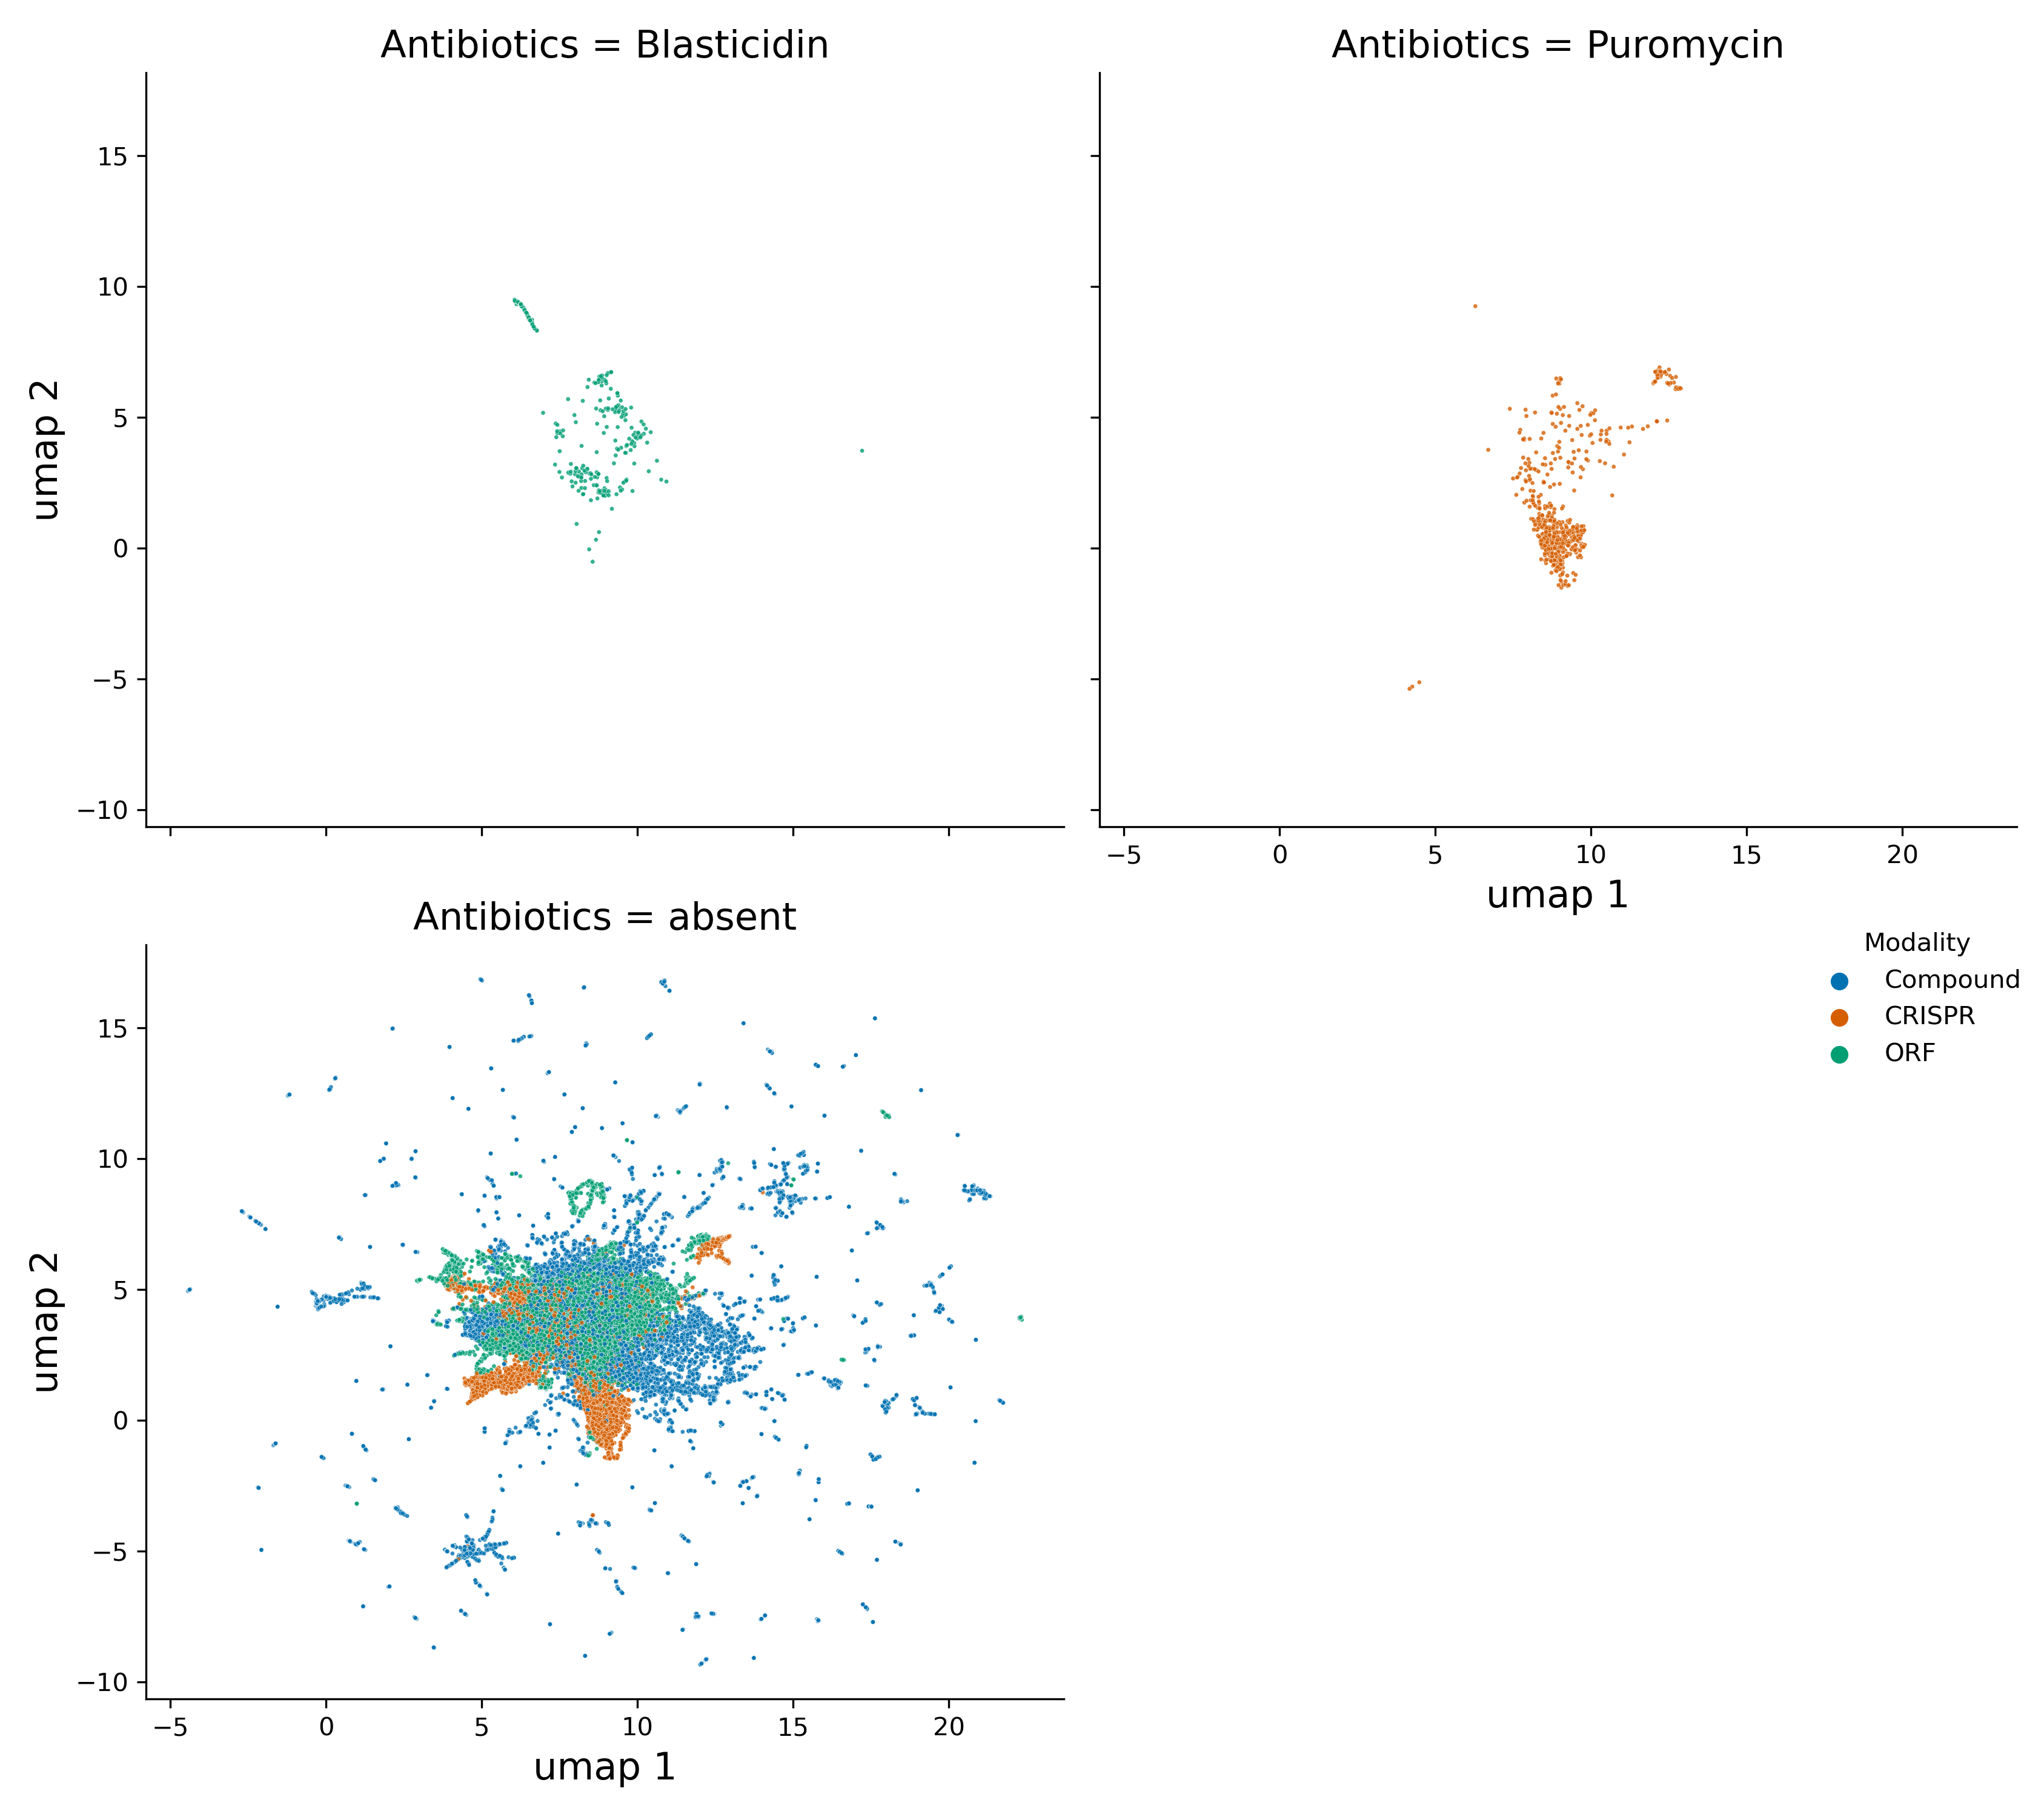 Antibiotics = Blasticidin
Antibiotics = Puromycin
15
10
5
0
−5
−10
umap 2
−5 0 5 10 15 20
umap 1
Antibiotics = absent
Modality
Compound
CRISPR
ORF
15
10
5
0
−5
−10
umap 2
−5 0 5 10 15 20
umap 1